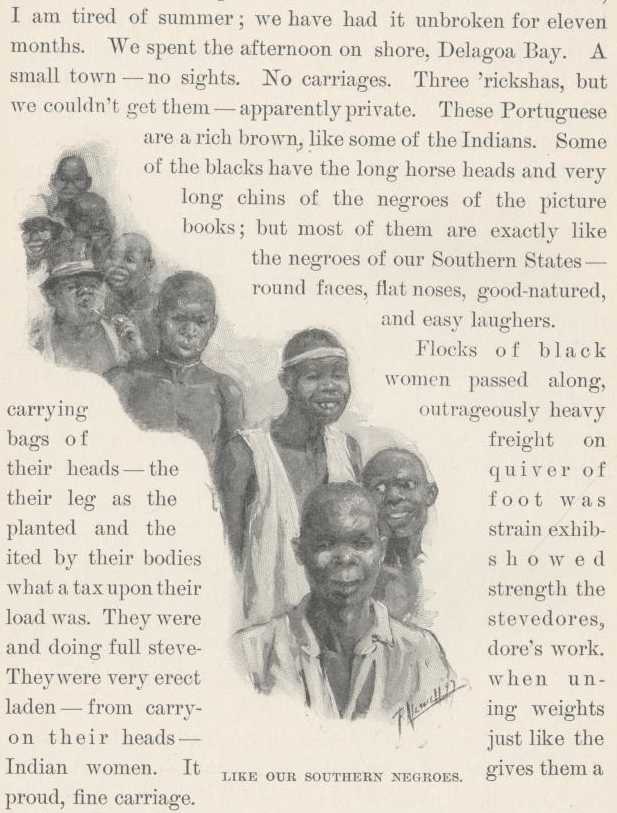 I am tired of summer; we have had it unbroken for eleven
months. We spent the afternoon on shore, Delagoa Bay. A
small town — no sights. No carriages. Three 'rickshas, but
we couldn't get them — apparently private. These Portuguese
are a rich brown, like some of the Indians. Some
of the blacks have the long horse heads and very
long chins of the negroes of the picture
books; but most of them are exactly like
the negroes of our Southern States —
round faces, flat noses, good-natured,
and easy laughers.
Flocks of black
women passed along,
carrying outrageously heavy
bags of freight on
their heads — the quiver of
their leg as the foot was
planted and the strain exhib-
ited by their bodies showed
what a tax upon their strength the
load was. They were stevedores,
and doing full steve- dore's work.
They were very erect when un-
laden — from carry- ing weights
on their heads — just like the
Indian women. It gives them a
proud, fine carriage.
P. Newell 97
LIKE OUR SOUTHERN NEGROES.